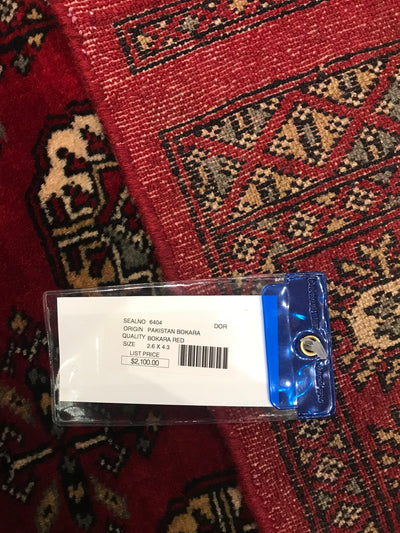 SEALNO 6404 DOR
ORIGIN PAKISTAN BOKARA
QUALITY BOKARA RED
SIZE 2.6 X 4.3
LIST PRICE
$2,100.00